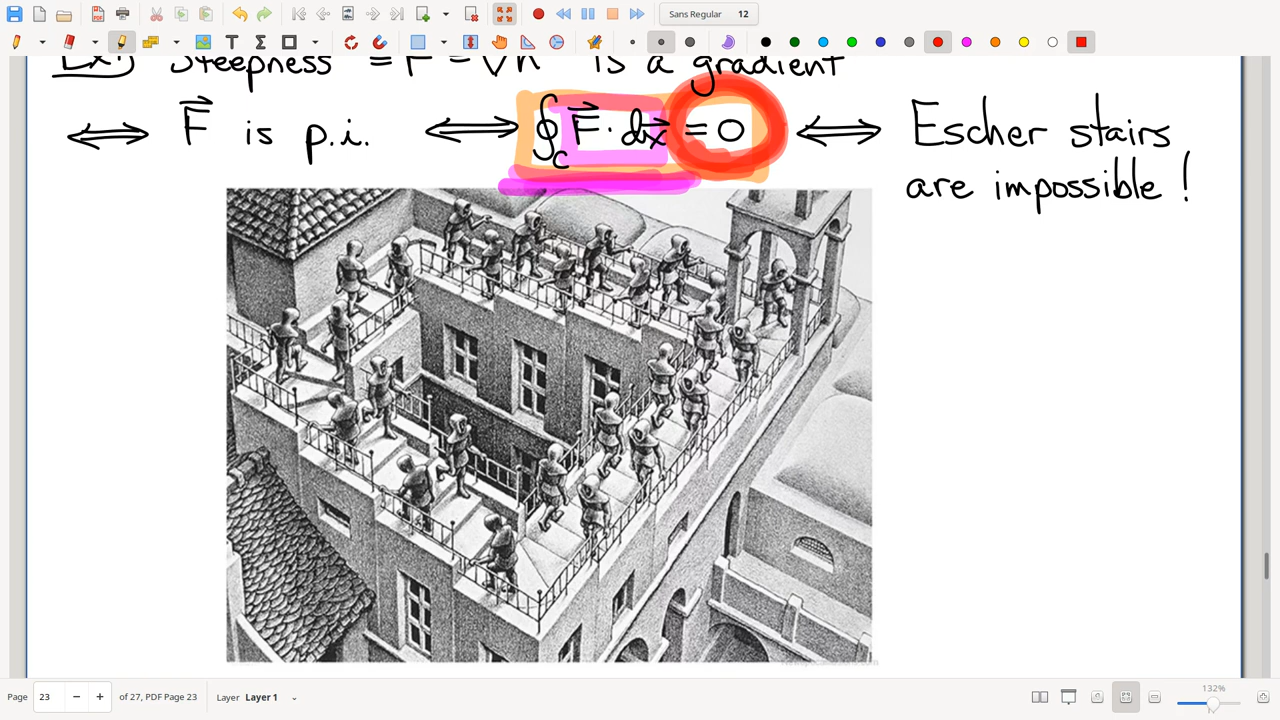 Sans Regular 12
Ex:) Steepness = F⃗ = ∇h is a gradient
⟺ F⃗ is p.i. ⟺ ∮_C F⃗ · dx⃗ = 0 ⟺ Escher stairs
are impossible !
Page 23 of 27, PDF Page 23 Layer Layer 1 132%